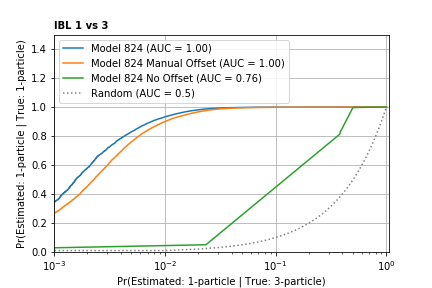 IBL 1 vs 3
Pr(Estimated: 1-particle | True: 1-particle)
1.4
1.2
1.0
0.8
0.6
0.4
0.2
0.0
Model 824 (AUC = 1.00)
Model 824 Manual Offset (AUC = 1.00)
Model 824 No Offset (AUC = 0.76)
Random (AUC = 0.5)
10⁻³ 10⁻² 10⁻¹ 10⁰
Pr(Estimated: 1-particle | True: 3-particle)